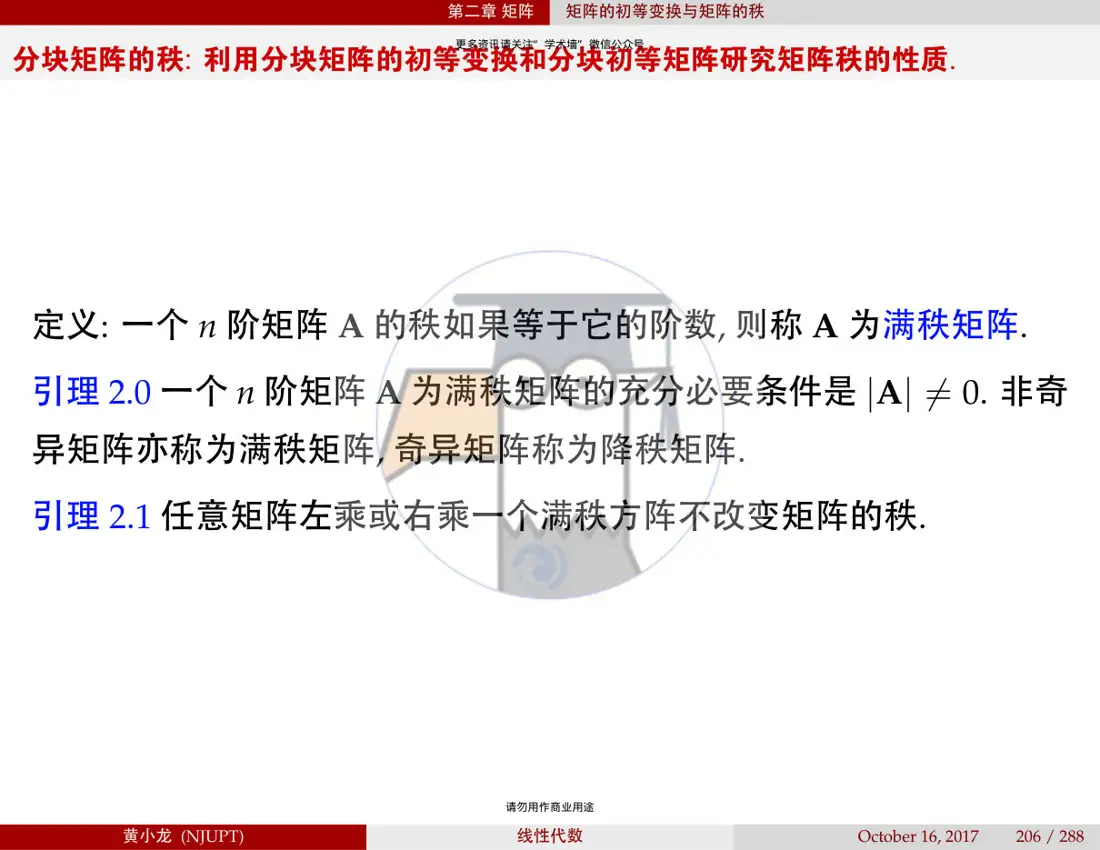 第二章 矩阵 矩阵的初等变换与矩阵的秩
更多资讯请关注“学术墙”微信公众号
分块矩阵的秩: 利用分块矩阵的初等变换和分块初等矩阵研究矩阵秩的性质.
定义: 一个 n 阶矩阵 A 的秩如果等于它的阶数, 则称 A 为满秩矩阵.
引理 2.0 一个 n 阶矩阵 A 为满秩矩阵的充分必要条件是 |A| ≠ 0. 非奇
异矩阵亦称为满秩矩阵, 奇异矩阵称为降秩矩阵.
引理 2.1 任意矩阵左乘或右乘一个满秩方阵不改变矩阵的秩.
请勿用作商业用途
黄小龙 (NJUPT) 线性代数 October 16, 2017 206 / 288